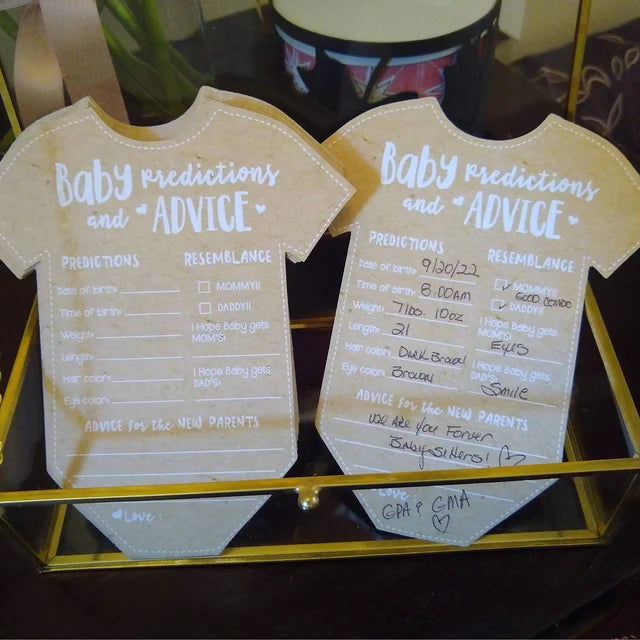 Baby Predictions
and ADVICE
PREDICTIONS
RESEMBLANCE
Date of birth:
Time of birth:
Weight:
Length:
Hair color:
Eye color:
MOMMY!!
DADDY!!
I Hope Baby gets
MOM'S:
I Hope Baby gets
DAD'S:
ADVICE for the NEW PARENTS
Love
Baby Predictions
and ADVICE
PREDICTIONS
RESEMBLANCE
Date of birth: 9/20/22
Time of birth: 8:00AM
Weight: 7lbs. 10oz
Length: 21
Hair color: Dark Brown
Eye color: Brown
MOMMY!!
GOOD COMBO
DADDY!!
I Hope Baby gets
MOM'S:
Eyes
I Hope Baby gets
DAD'S:
Smile
ADVICE for the NEW PARENTS
We Are You Forever
Baby Sitters!
Love
GPA & GMA